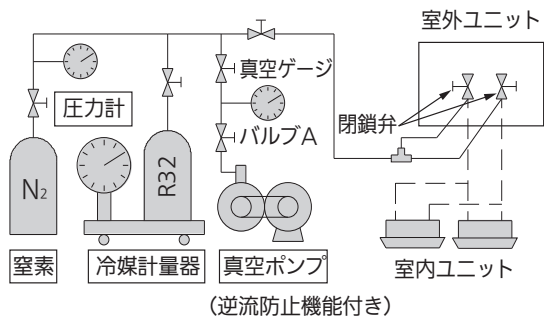 室外ユニット
真空ゲージ
圧力計
バルブA
閉鎖弁
N2
R32
窒素
冷媒計量器
真空ポンプ
室内ユニット
(逆流防止機能付き)